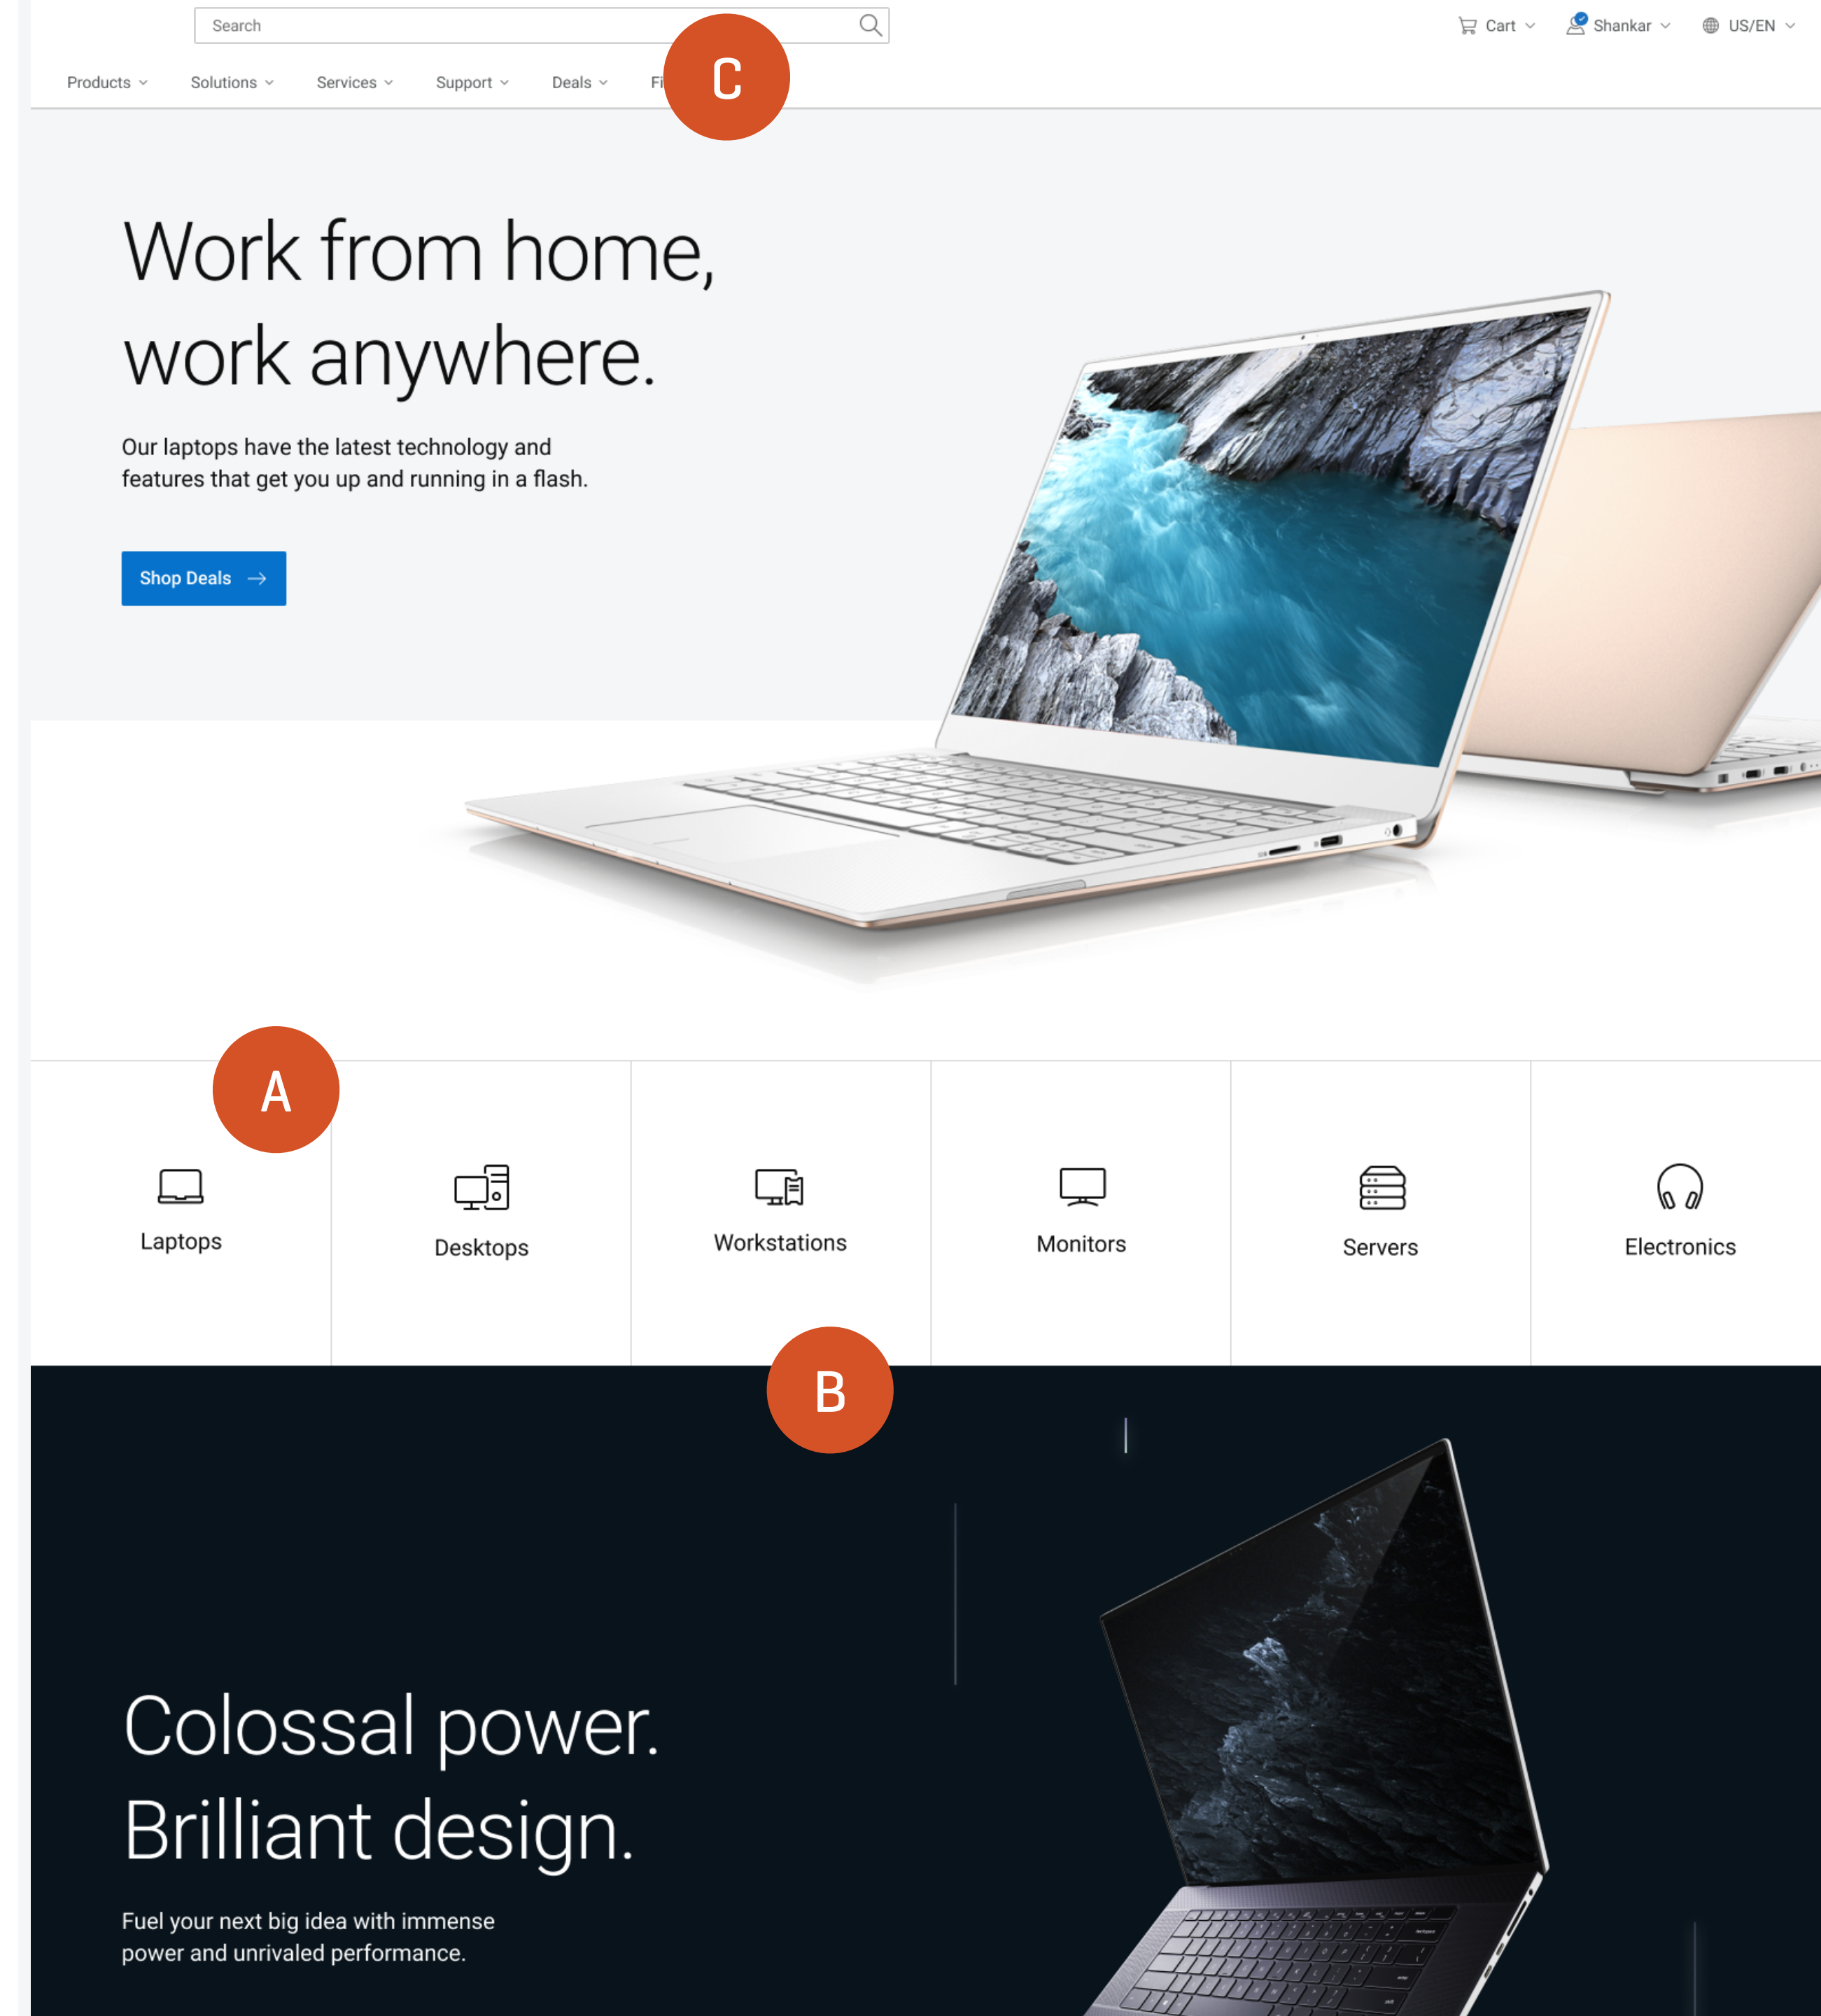 Search
Cart
Shankar
US/EN
Products
Solutions
Services
Support
Deals
C
Work from home,
work anywhere.
Our laptops have the latest technology and
features that get you up and running in a flash.
Shop Deals
A
Laptops
Desktops
Workstations
Monitors
Servers
Electronics
B
Colossal power.
Brilliant design.
Fuel your next big idea with immense
power and unrivaled performance.